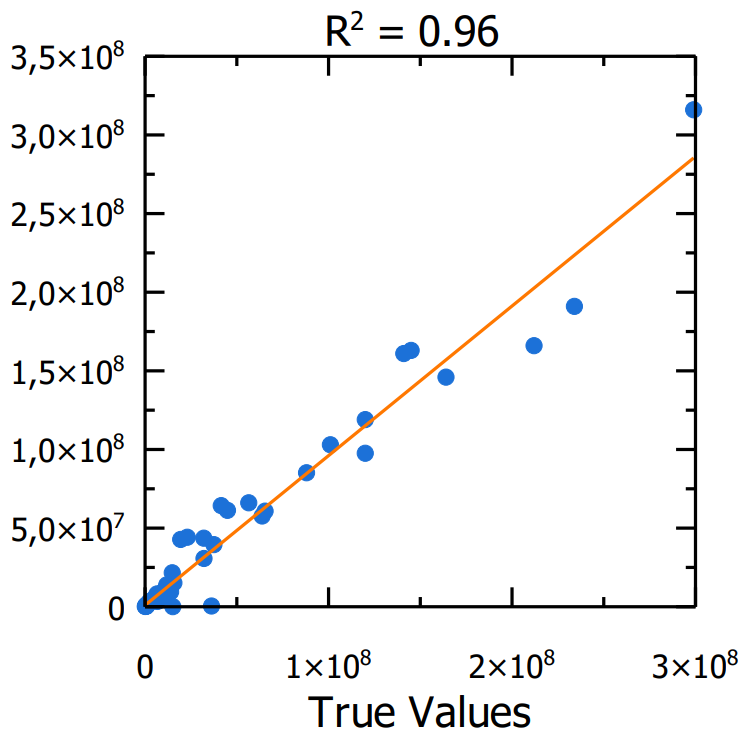 R² = 0.96
3,5×10⁸
3,0×10⁸
2,5×10⁸
2,0×10⁸
1,5×10⁸
1,0×10⁸
5,0×10⁷
0
0 1×10⁸ 2×10⁸ 3×10⁸
True Values